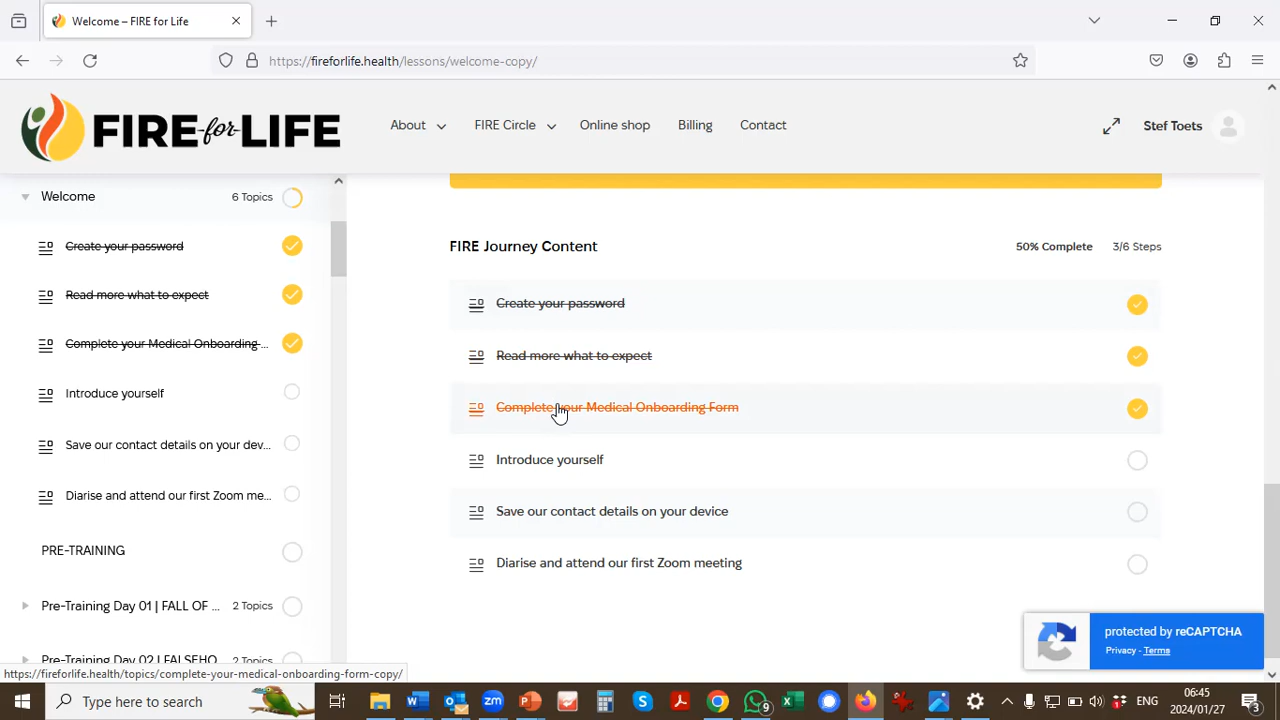 Welcome – FIRE for Life
https://fireforlife.health/lessons/welcome-copy/
FIRE-for-LIFE
About
FIRE Circle
Online shop
Billing
Contact
Stef Toets
Welcome
6 Topics
Create your password
Read more what to expect
Complete your Medical Onboarding ...
Introduce yourself
Save our contact details on your dev...
Diarise and attend our first Zoom me...
PRE-TRAINING
Pre-Training Day 01 | FALL OF ...
2 Topics
Pre-Training Day 02 | FALSEHO...
2 Topics
FIRE Journey Content
50% Complete
3/6 Steps
Create your password
Read more what to expect
Complete your Medical Onboarding Form
Introduce yourself
Save our contact details on your device
Diarise and attend our first Zoom meeting
protected by reCAPTCHA
Privacy - Terms
https://fireforlife.health/topics/complete-your-medical-onboarding-form-copy/
Type here to search
9
ENG
06:45
2024/01/27
3